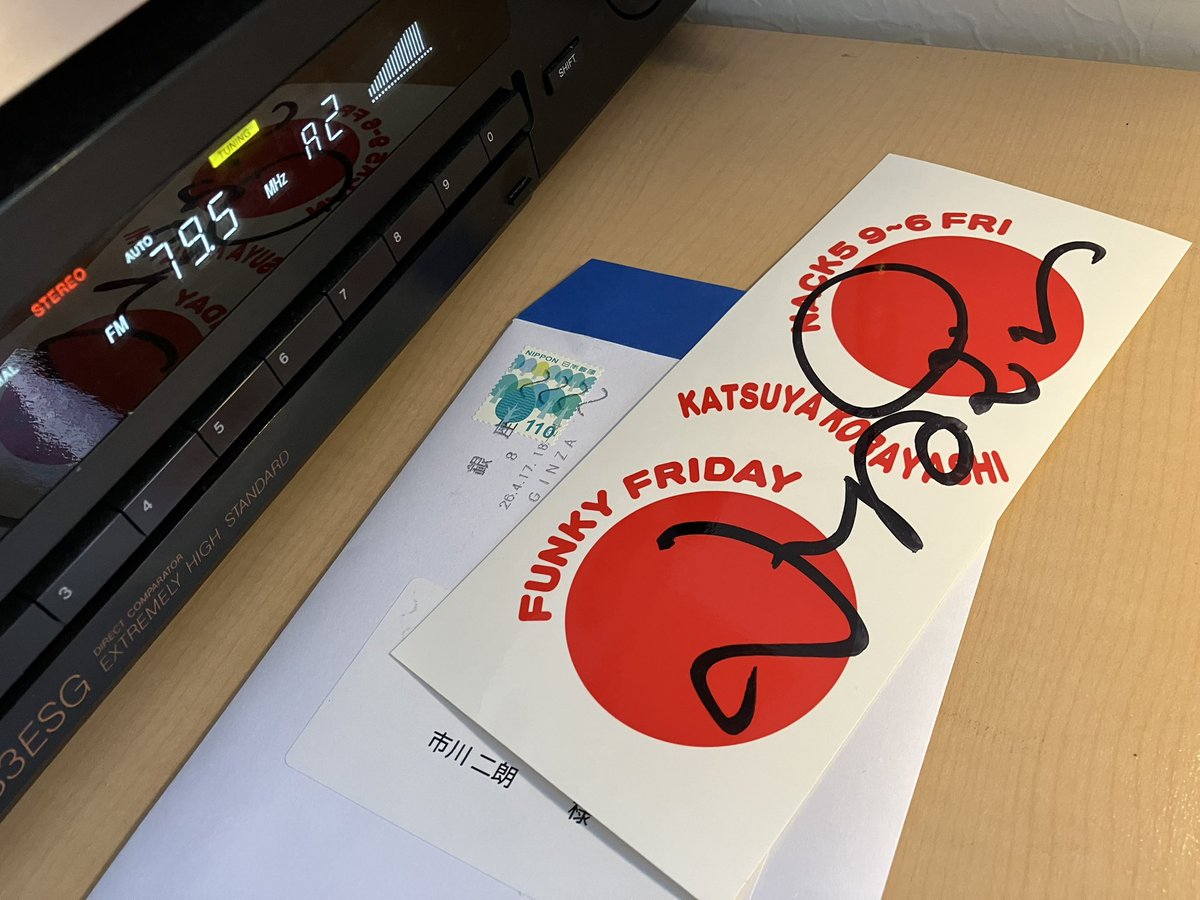 SHIFT
TUNING
A2
STEREO
AUTO
79.5
MHz
FM
0
9
8
7
6
5
4
3
DIRECT COMPARATOR
EXTREMELY HIGH STANDARD
3ESG
NIPPON 日本郵便
110
銀
26.4.17. 18
GINZA
市川 二朗
様
NACK5 9~6 FRI
KATSUYA KOBAYASHI
FUNKY FRIDAY